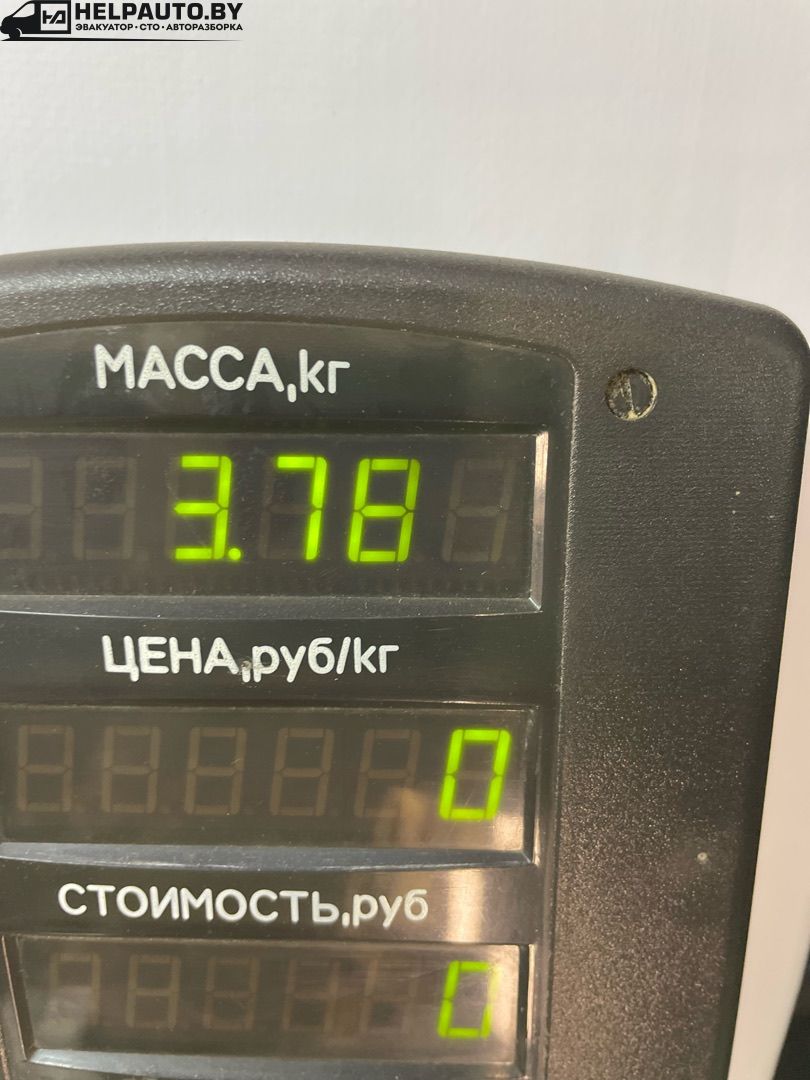 HELPAUTO.BY
ЭВАКУАТОР • СТО • АВТОРАЗБОРКА
МАССА,кг
3.78
ЦЕНА,руб/кг
0
СТОИМОСТЬ,руб
0